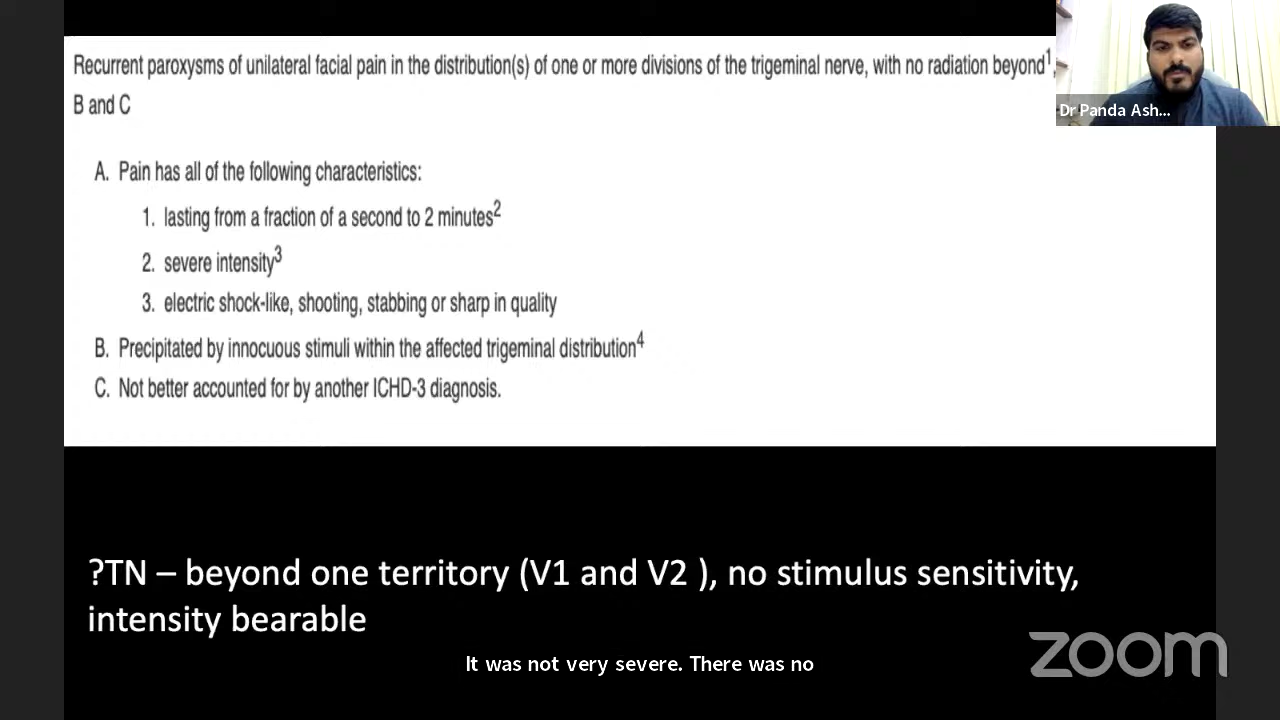 Recurrent paroxysms of unilateral facial pain in the distribution(s) of one or more divisions of the trigeminal nerve, with no radiation beyond1,
B and C
A. Pain has all of the following characteristics:
1. lasting from a fraction of a second to 2 minutes2
2. severe intensity3
3. electric shock-like, shooting, stabbing or sharp in quality
B. Precipitated by innocuous stimuli within the affected trigeminal distribution4
C. Not better accounted for by another ICHD-3 diagnosis.
Dr Panda Ash...
?TN – beyond one territory (V1 and V2 ), no stimulus sensitivity,
intensity bearable
It was not very severe. There was no
zoom